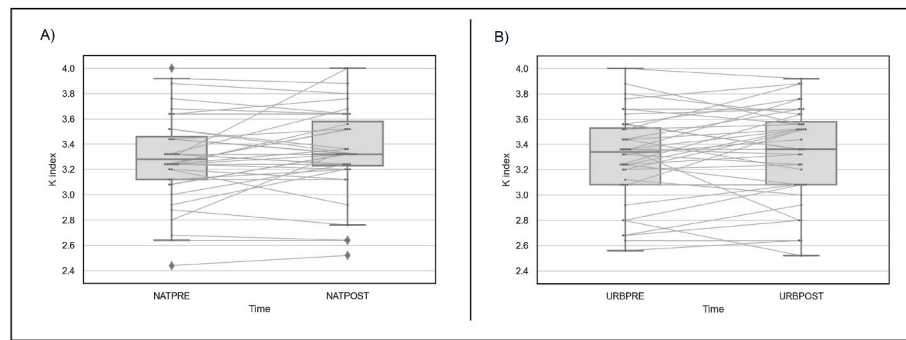 A)
4.0
3.8
3.6
3.4
3.2
3.0
2.8
2.6
2.4
K index
NATPRE
NATPOST
Time
B)
4.0
3.8
3.6
3.4
3.2
3.0
2.8
2.6
2.4
K index
URBPRE
URBPOST
Time